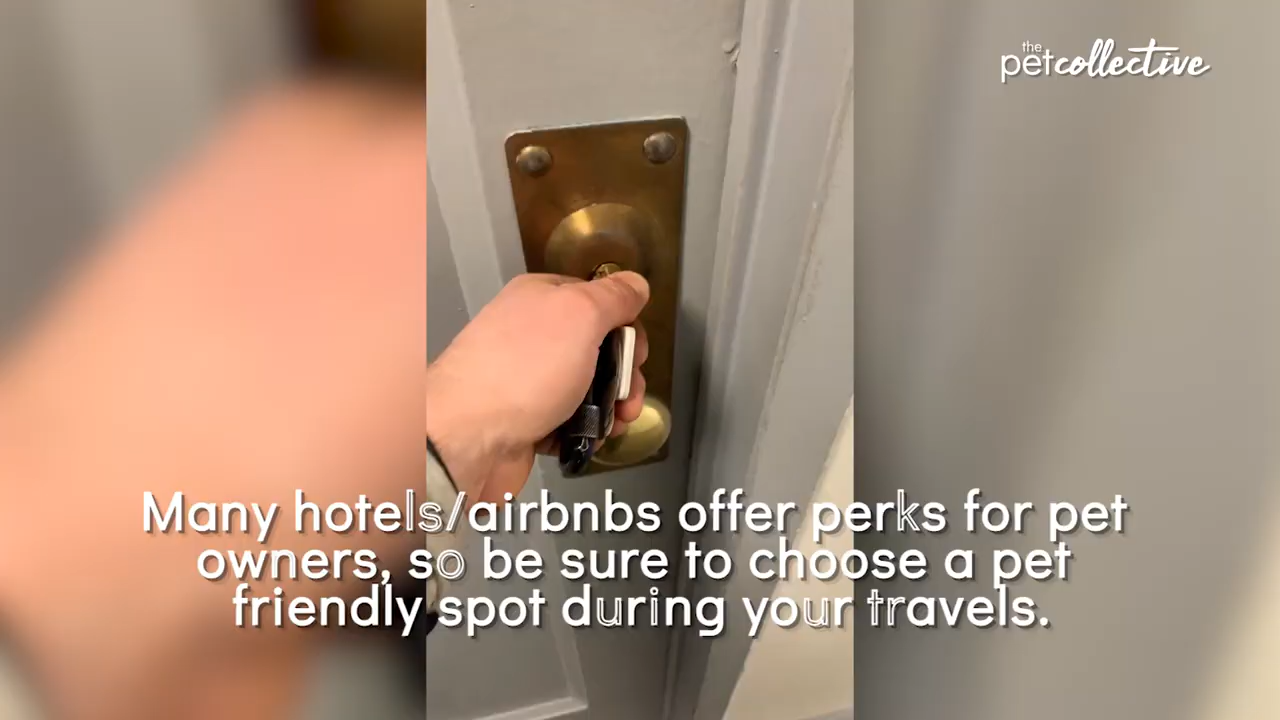 the
petcollective
Many hotels/airbnbs offer perks for pet
owners, so be sure to choose a pet
friendly spot during your travels.